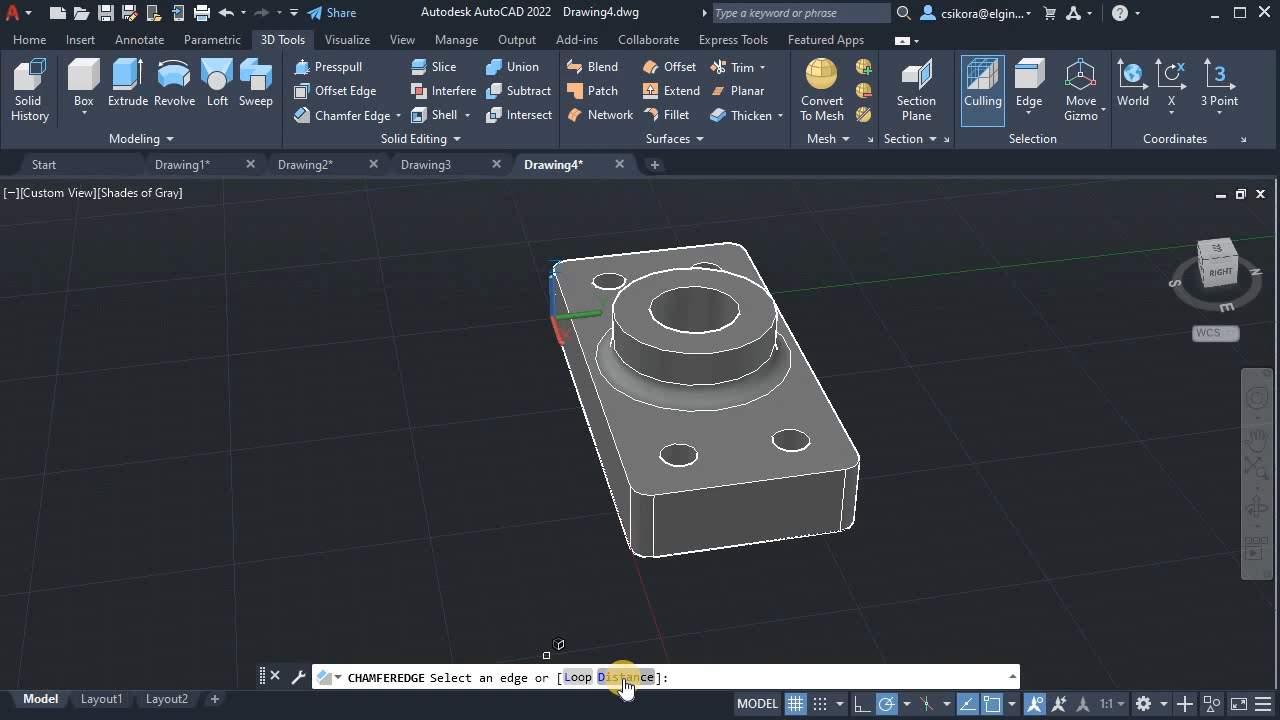 Share
Autodesk AutoCAD 2022 Drawing4.dwg
Type a keyword or phrase
csikora@elgin...
Home Insert Annotate Parametric 3D Tools Visualize View Manage Output Add-ins Collaborate Express Tools Featured Apps
Solid History
Box
Extrude
Revolve
Loft
Sweep
Modeling
Presspull
Offset Edge
Chamfer Edge
Slice
Interfere
Shell
Union
Subtract
Intersect
Solid Editing
Blend
Patch
Network
Offset
Extend
Fillet
Trim
Planar
Thicken
Surfaces
Convert To Mesh
Mesh
Section Plane
Section
Culling
Edge
Move Gizmo
Selection
World
X
3 Point
Coordinates
Start Drawing1* Drawing2* Drawing3 Drawing4*
[−][Custom View][Shades of Gray]
RIGHT
S
N
E
WCS
CHAMFEREDGE Select an edge or [Loop Distance]:
Model Layout1 Layout2
MODEL
1:1